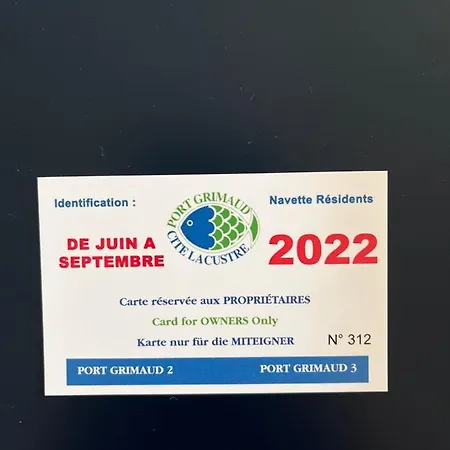 Identification :
PORT GRIMAUD
CITE LACUSTRE
Navette Résidents
DE JUIN A
SEPTEMBRE
2022
Carte réservée aux PROPRIÉTAIRES
Card for OWNERS Only
Karte nur für die MITEIGNER
N° 312
PORT GRIMAUD 2
PORT GRIMAUD 3